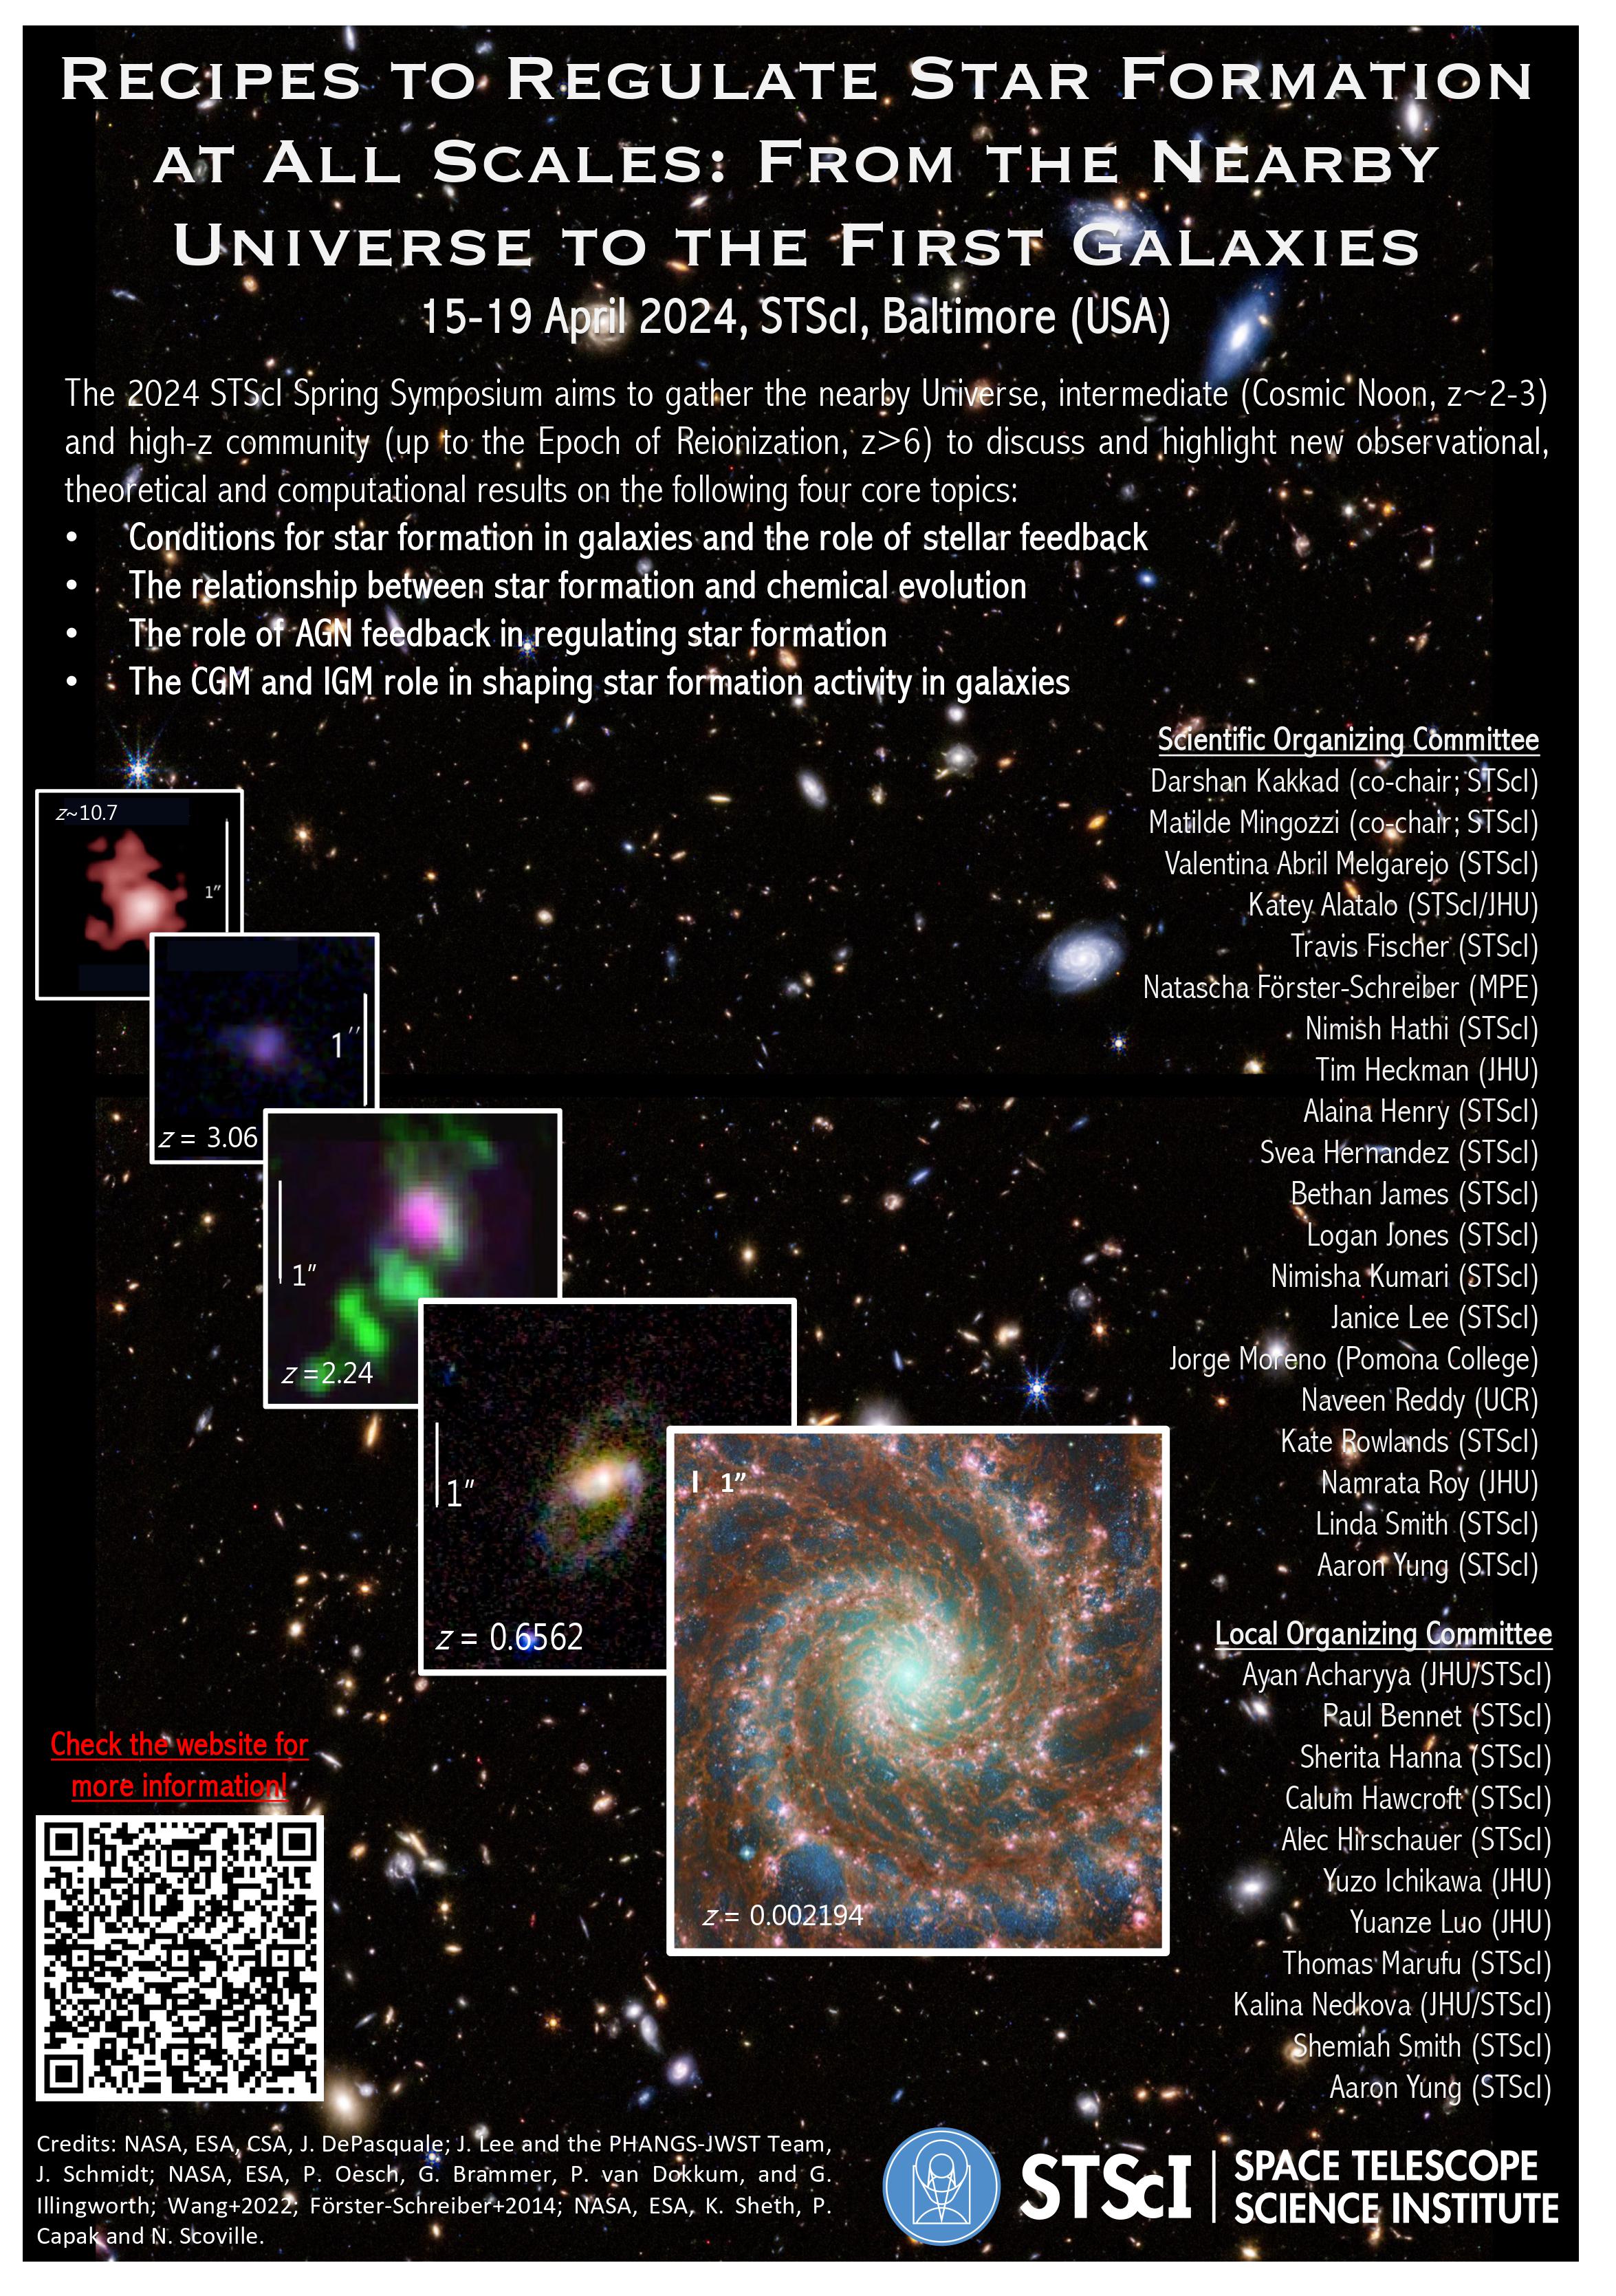 RECIPES TO REGULATE STAR FORMATION
AT ALL SCALES: FROM THE NEARBY
UNIVERSE TO THE FIRST GALAXIES
15-19 April 2024, STScI, Baltimore (USA)
The 2024 STScI Spring Symposium aims to gather the nearby Universe, intermediate (Cosmic Noon, z~2-3)
and high-z community (up to the Epoch of Reionization, z>6) to discuss and highlight new observational,
theoretical and computational results on the following four core topics:
• Conditions for star formation in galaxies and the role of stellar feedback
• The relationship between star formation and chemical evolution
• The role of AGN feedback in regulating star formation
• The CGM and IGM role in shaping star formation activity in galaxies
Scientific Organizing Committee
Darshan Kakkad (co-chair; STScI)
Matilde Mingozzi (co-chair; STScI)
Valentina Abril Melgarejo (STScI)
Katey Alatalo (STScI/JHU)
Travis Fischer (STScI)
Natascha Förster-Schreiber (MPE)
Nimish Hathi (STScI)
Tim Heckman (JHU)
Alaina Henry (STScI)
Svea Hernandez (STScI)
Bethan James (STScI)
Logan Jones (STScI)
Nimisha Kumari (STScI)
Janice Lee (STScI)
Jorge Moreno (Pomona College)
Naveen Reddy (UCR)
Kate Rowlands (STScI)
Namrata Roy (JHU)
Linda Smith (STScI)
Aaron Yung (STScI)
Local Organizing Committee
Ayan Acharyya (JHU/STScI)
Paul Bennet (STScI)
Sherita Hanna (STScI)
Calum Hawcroft (STScI)
Alec Hirschauer (STScI)
Yuzo Ichikawa (JHU)
Yuanze Luo (JHU)
Thomas Marufu (STScI)
Kalina Nedkova (JHU/STScI)
Shemiah Smith (STScI)
Aaron Yung (STScI)
z~10.7
1"
1''
z = 3.06
1"
z =2.24
1"
z = 0.6562
1"
z = 0.002194
Check the website for
more information!
Credits: NASA, ESA, CSA, J. DePasquale; J. Lee and the PHANGS-JWST Team,
J. Schmidt; NASA, ESA, P. Oesch, G. Brammer, P. van Dokkum, and G.
Illingworth; Wang+2022; Förster-Schreiber+2014; NASA, ESA, K. Sheth, P.
Capak and N. Scoville.
STScI | SPACE TELESCOPE
SCIENCE INSTITUTE